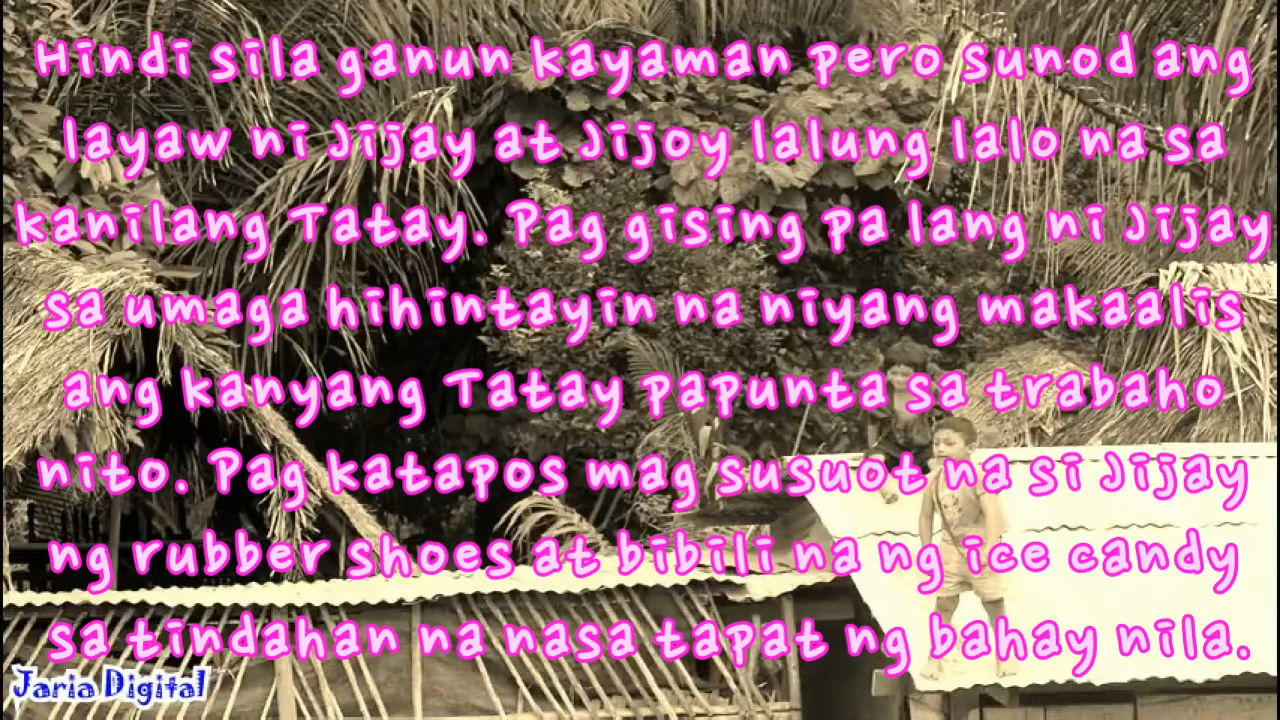 Hindi sila ganun kayaman pero sunod ang
layaw ni Jijay at Jijoy lalung lalo na sa
kanilang Tatay. Pag gising pa lang ni Jijay
sa umaga hihintayin na niyang makaalis
ang kanyang Tatay papunta sa trabaho
nito. Pag katapos mag susuot na si Jijay
ng rubber shoes at bibili na ng ice candy
sa tindahan na nasa tapat ng bahay nila.
Jaria Digital